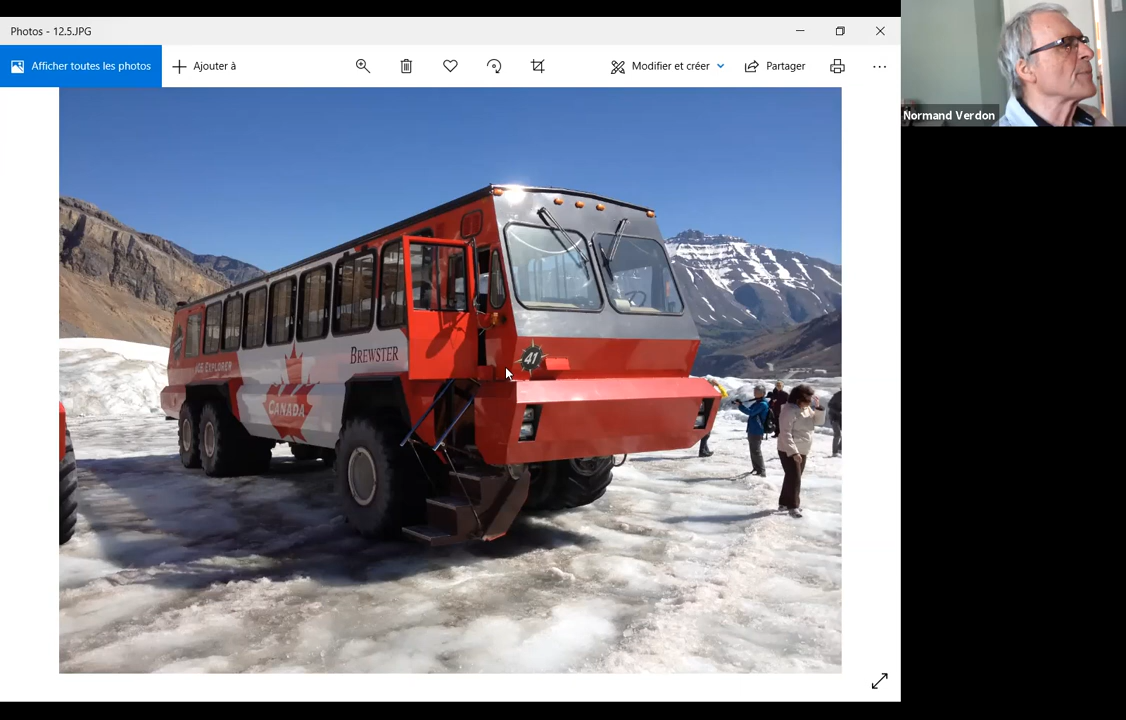 Photos - 12.5.JPG
Afficher toutes les photos
Ajouter à
Modifier et créer
Partager
Normand Verdon
BREWSTER
41
ICE EXPLORER
CANADA